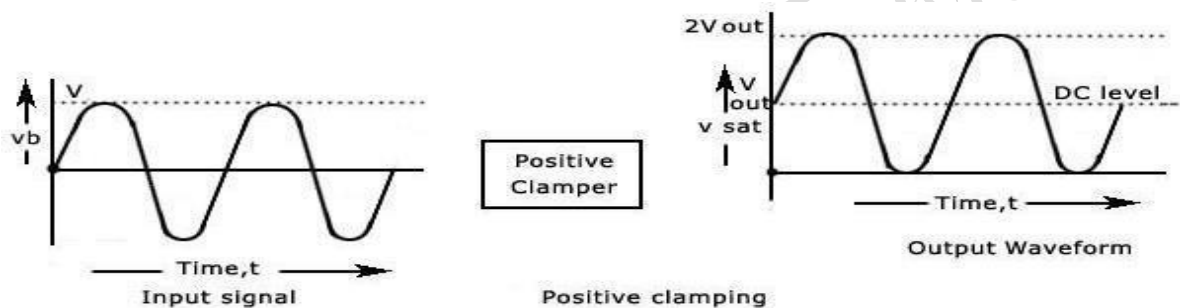 V
vb
Time,t
Input signal
Positive
Clamper
Positive clamping
2V out
V
out
v sat
DC level
Time,t
Output Waveform